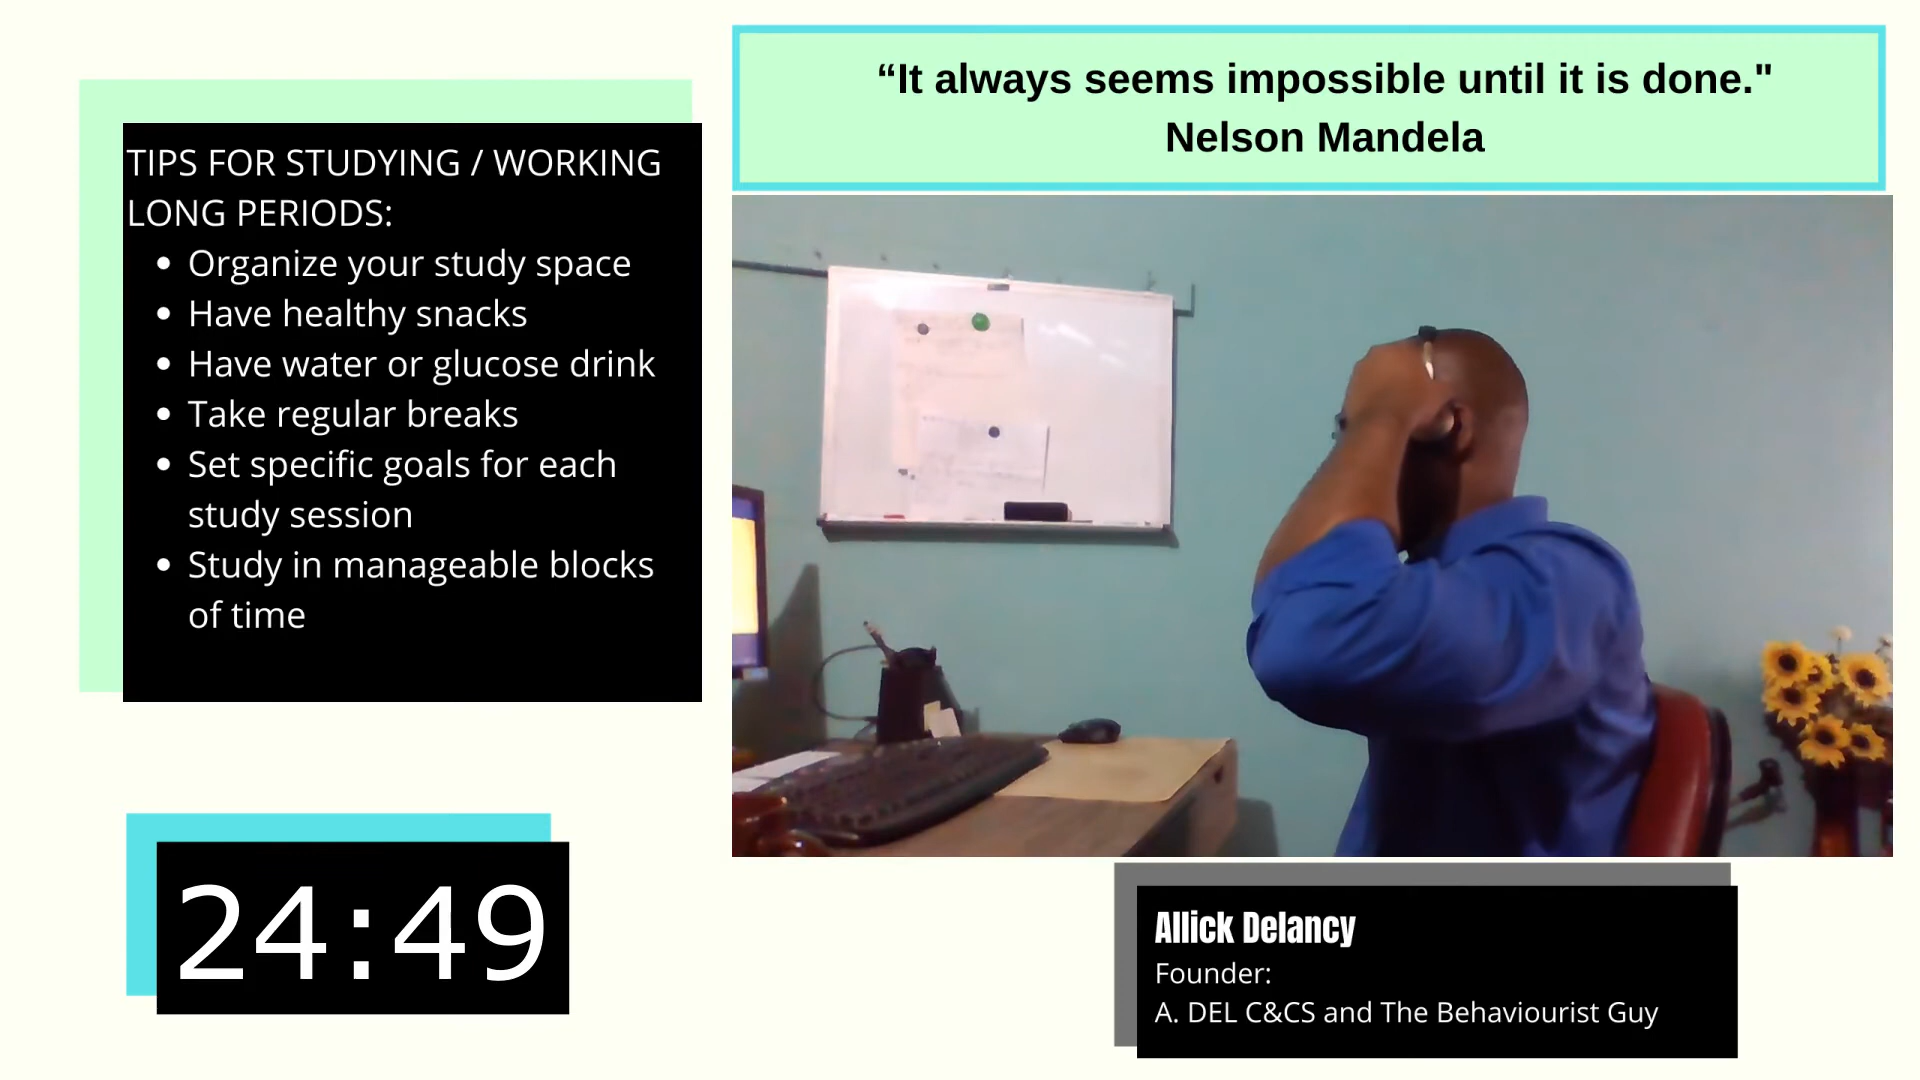 “It always seems impossible until it is done."
Nelson Mandela
TIPS FOR STUDYING / WORKING
LONG PERIODS:
• Organize your study space
• Have healthy snacks
• Have water or glucose drink
• Take regular breaks
• Set specific goals for each
study session
• Study in manageable blocks
of time
24:49
Allick Delancy
Founder:
A. DEL C&CS and The Behaviourist Guy